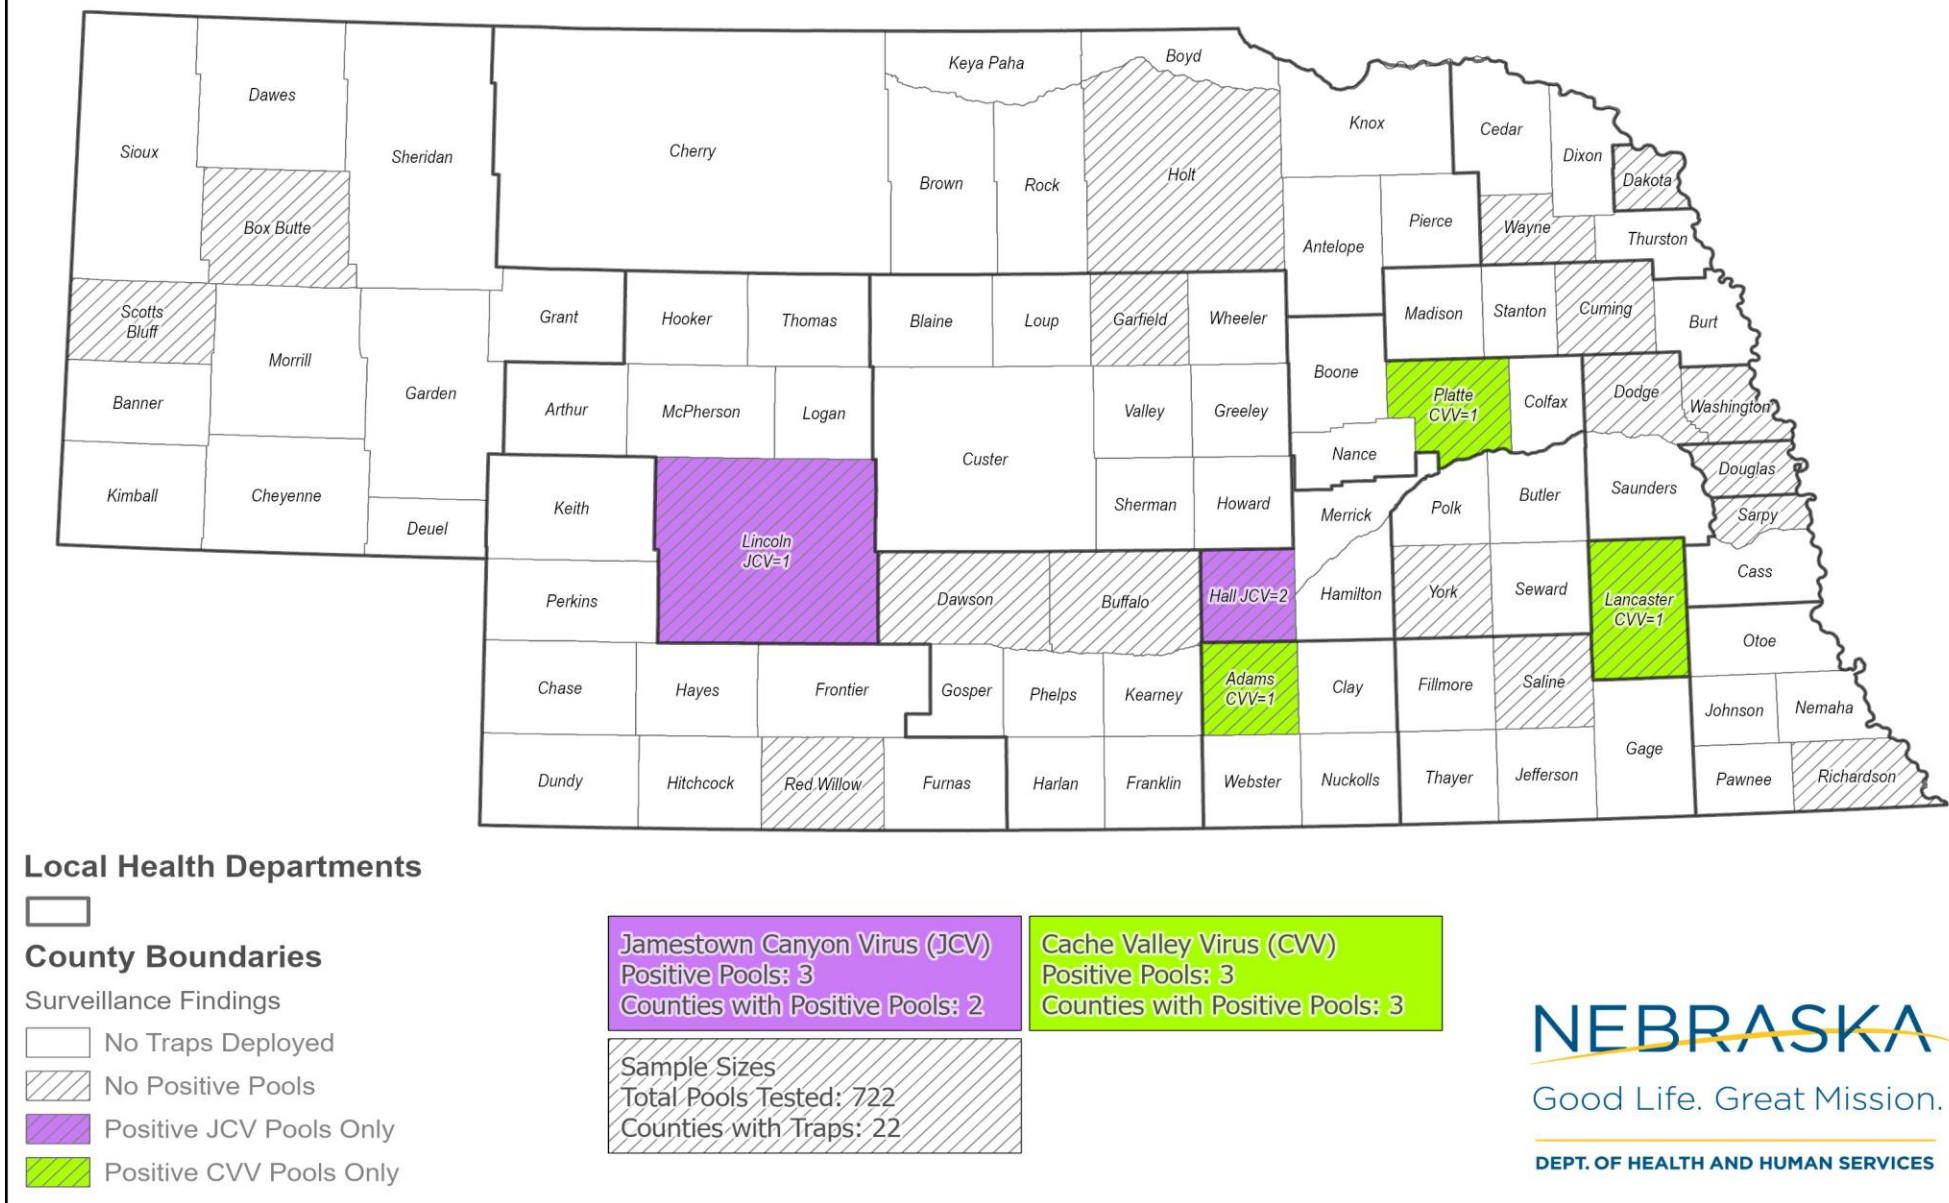 Keya Paha
Boyd
Dawes
Knox
Cedar
Sioux
Sheridan
Cherry
Dixon
Brown
Rock
Holt
Dakota
Box Butte
Pierce
Wayne
Antelope
Thurston
Scotts
Bluff
Grant
Hooker
Thomas
Blaine
Loup
Garfield
Wheeler
Madison
Stanton
Cuming
Burt
Morrill
Boone
Banner
Garden
Arthur
McPherson
Logan
Valley
Greeley
Platte
CVV=1
Colfax
Dodge
Washington
Custer
Nance
Douglas
Kimball
Cheyenne
Deuel
Keith
Sherman
Howard
Merrick
Polk
Butler
Saunders
Sarpy
Lincoln
JCV=1
Cass
Perkins
Dawson
Buffalo
Hall JCV=2
Hamilton
York
Seward
Lancaster
CVV=1
Otoe
Chase
Hayes
Frontier
Gosper
Phelps
Kearney
Adams
CVV=1
Clay
Fillmore
Saline
Johnson
Nemaha
Dundy
Hitchcock
Red Willow
Furnas
Harlan
Franklin
Webster
Nuckolls
Thayer
Jefferson
Gage
Pawnee
Richardson
Local Health Departments
County Boundaries
Surveillance Findings
No Traps Deployed
No Positive Pools
Positive JCV Pools Only
Positive CVV Pools Only
Jamestown Canyon Virus (JCV)
Positive Pools: 3
Counties with Positive Pools: 2
Cache Valley Virus (CVV)
Positive Pools: 3
Counties with Positive Pools: 3
Sample Sizes
Total Pools Tested: 722
Counties with Traps: 22
NEBRASKA
Good Life. Great Mission.
DEPT. OF HEALTH AND HUMAN SERVICES